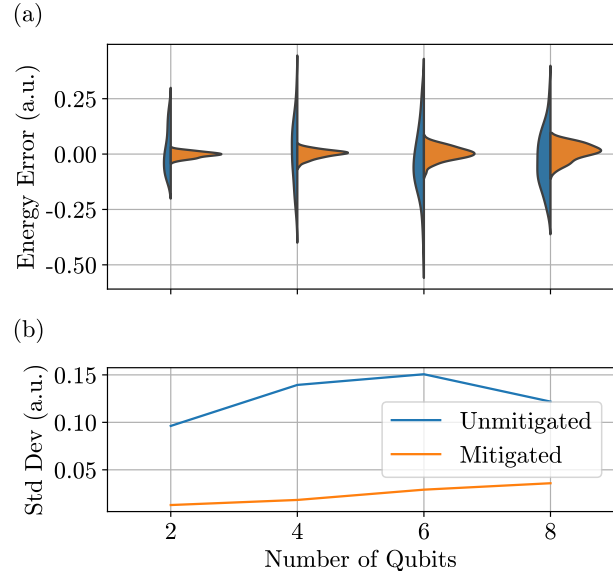 (a)
Energy Error (a.u.)
0.25
0.00
-0.25
-0.50
(b)
Std Dev (a.u.)
0.15
0.10
0.05
Unmitigated
Mitigated
2 4 6 8
Number of Qubits